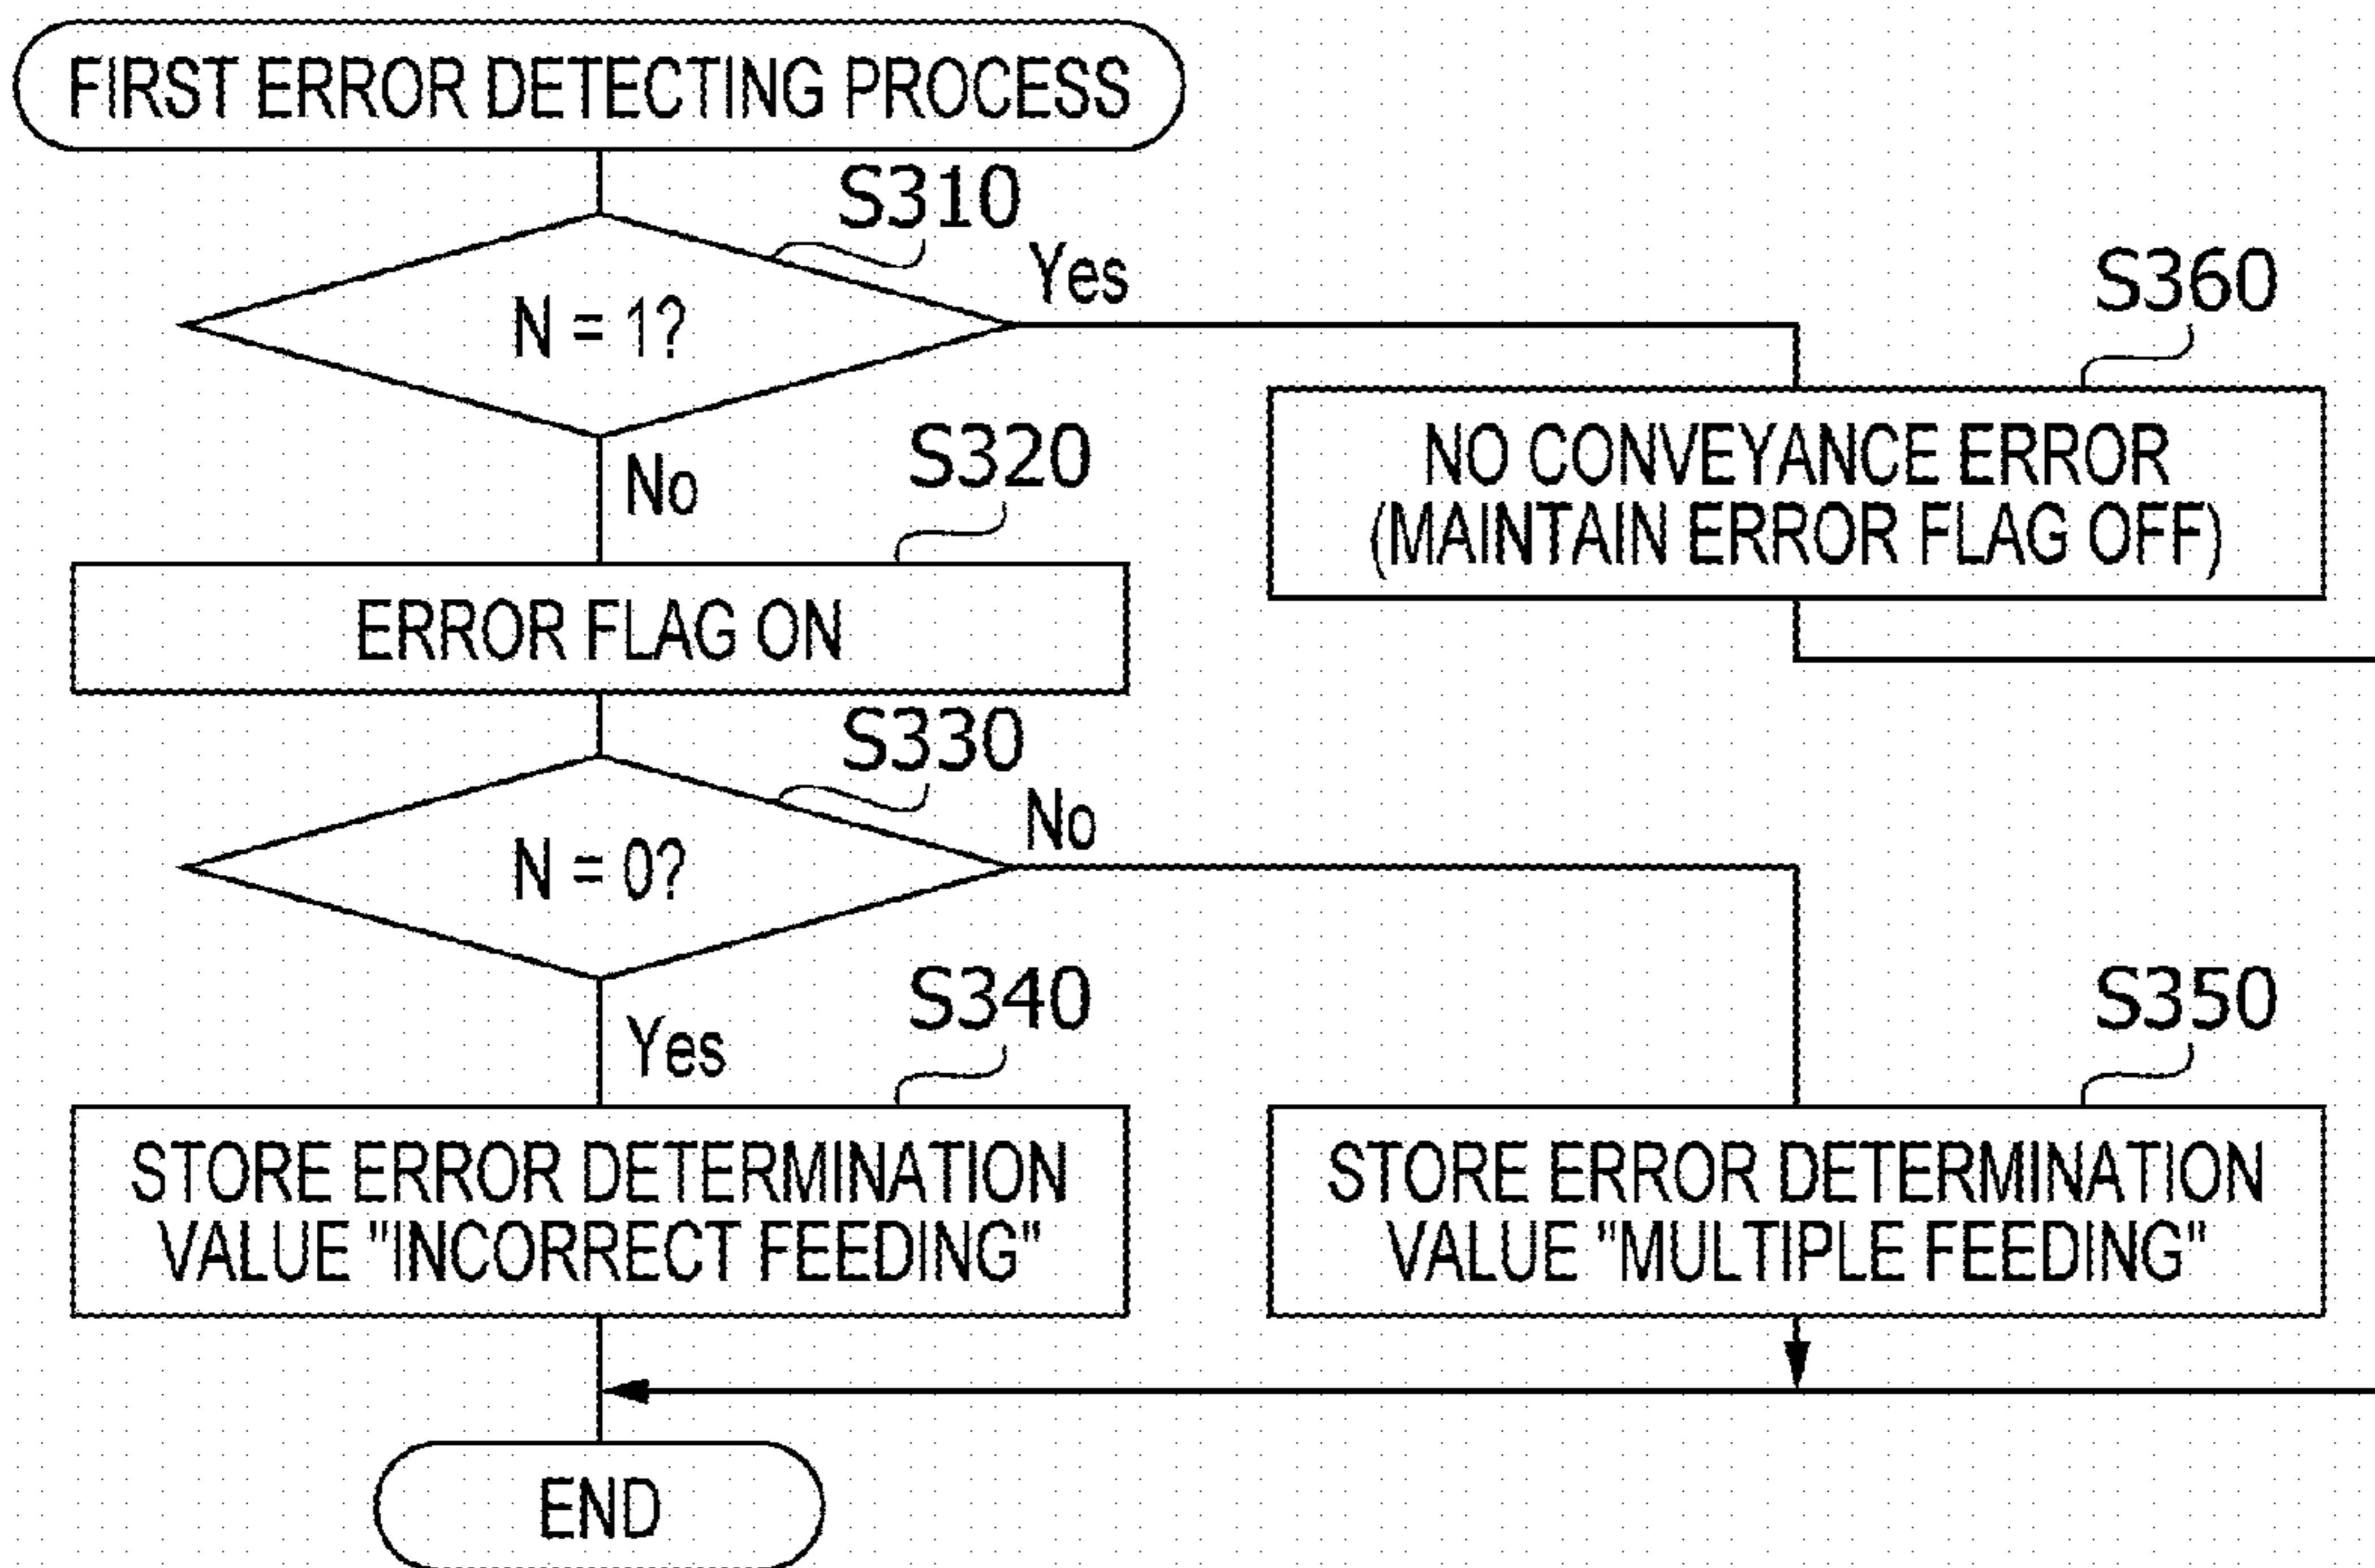 FIRST ERROR DETECTING PROCESS
S310
N = 1?
Yes
No
S360
NO CONVEYANCE ERROR
(MAINTAIN ERROR FLAG OFF)
S320
ERROR FLAG ON
S330
N = 0?
No
Yes
S340
STORE ERROR DETERMINATION
VALUE "INCORRECT FEEDING"
S350
STORE ERROR DETERMINATION
VALUE "MULTIPLE FEEDING"
END